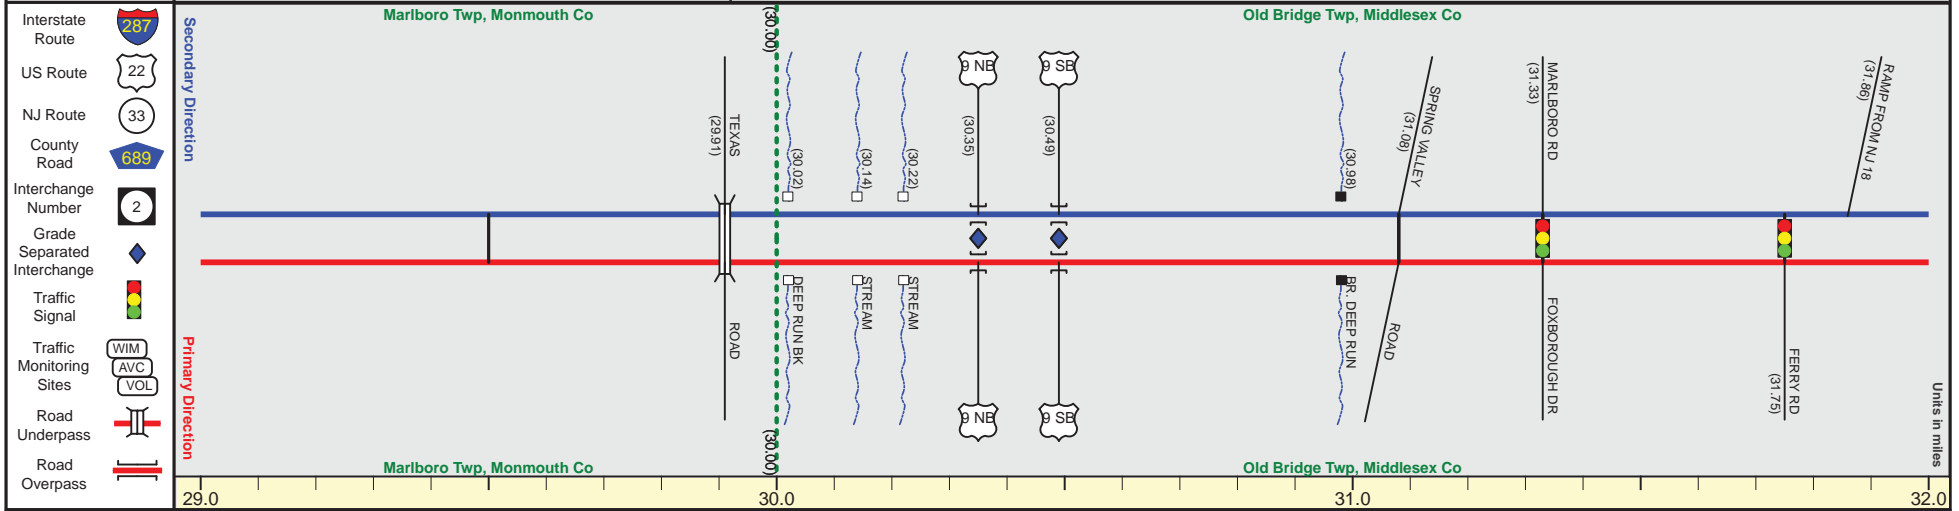 Interstate
Route
287
US Route
22
NJ Route
33
County
Road
689
Interchange
Number
2
Grade
Separated
Interchange
Traffic
Signal
Traffic
Monitoring
Sites
WIM
AVC
VOL
Road
Underpass
Road
Overpass
Secondary Direction
Primary Direction
Marlboro Twp, Monmouth Co
Old Bridge Twp, Middlesex Co
(30.00)
TEXAS
(29.91)
(30.02)
(30.14)
(30.22)
9 NB
(30.35)
9 SB
(30.49)
(30.98)
SPRING VALLEY
(31.08)
MARLBORO RD
(31.33)
RAMP FROM NJ 18
(31.86)
ROAD
DEEP RUN BK
STREAM
STREAM
9 NB
9 SB
BR. DEEP RUN
ROAD
FOXBOROUGH DR
FERRY RD
(31.75)
(30.00)
Marlboro Twp, Monmouth Co
Old Bridge Twp, Middlesex Co
Units in miles
29.0
30.0
31.0
32.0